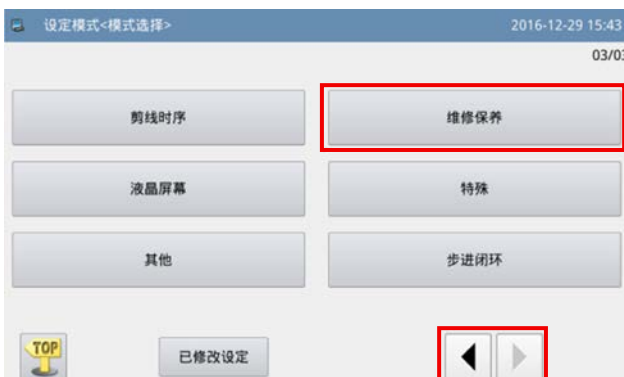 设定模式<模式选择> 2016-12-29 15:43
03/03
剪线时序 维修保养
液晶屏幕 特殊
其他 步进闭环
TOP 已修改设定